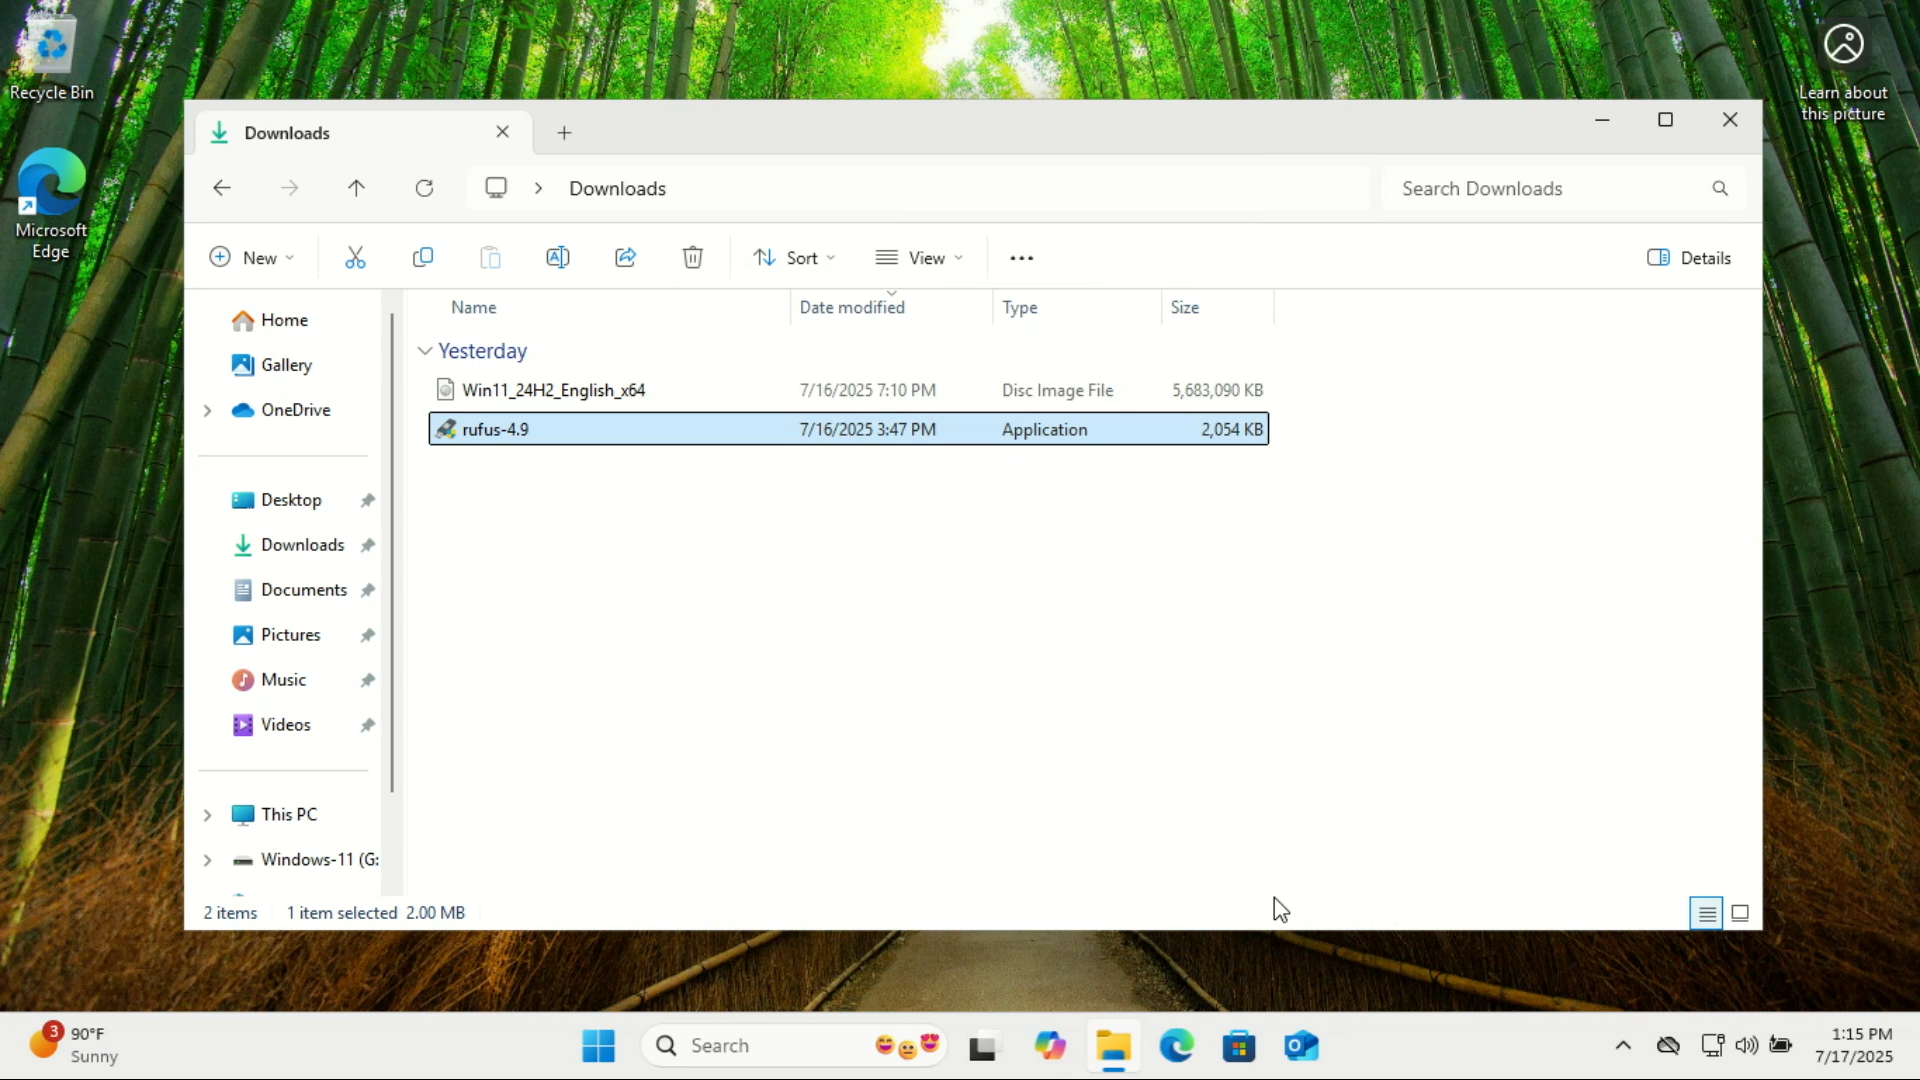 Recycle Bin
Microsoft
Edge
Learn about
this picture
Downloads
Downloads
Search Downloads
New
Sort
View
Details
Name
Date modified
Type
Size
Home
Gallery
OneDrive
Desktop
Downloads
Documents
Pictures
Music
Videos
This PC
Windows-11 (G:
Yesterday
Win11_24H2_English_x64 7/16/2025 7:10 PM Disc Image File 5,683,090 KB
rufus-4.9 7/16/2025 3:47 PM Application 2,054 KB
2 items 1 item selected 2.00 MB
3
90°F
Sunny
Search
1:15 PM
7/17/2025